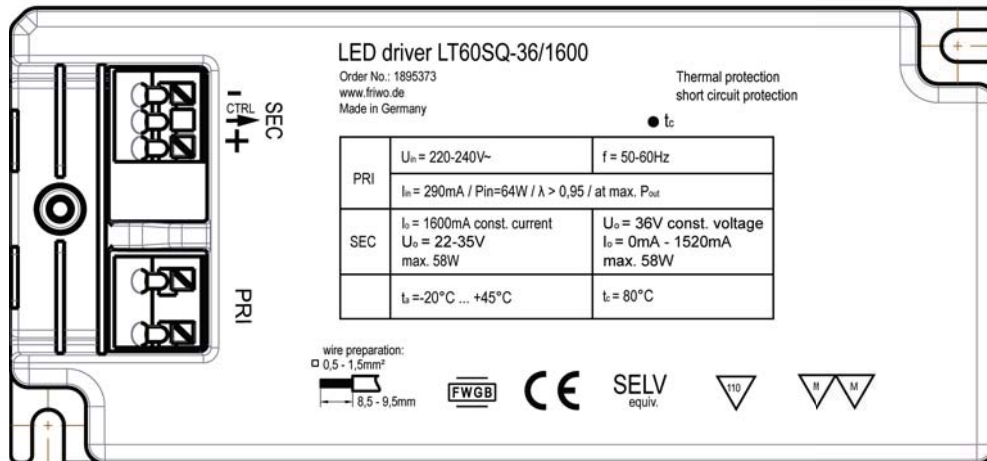 LED driver LT60SQ-36/1600
Order No.: 1895373
www.friwo.de
Made in Germany
Thermal protection
short circuit protection
tc
-
CTRL
+
SEC
PRI
PRI
Uin = 220-240V~
f = 50-60Hz
Iin = 290mA / Pin=64W / λ > 0,95 / at max. Pout
SEC
Io = 1600mA const. current
Uo = 22-35V
max. 58W
Uo = 36V const. voltage
Io = 0mA - 1520mA
max. 58W
ta =-20°C ... +45°C
tc = 80°C
wire preparation:
0,5 - 1,5mm²
8,5 - 9,5mm
FWGB
CE
SELV
equiv.
110
M M